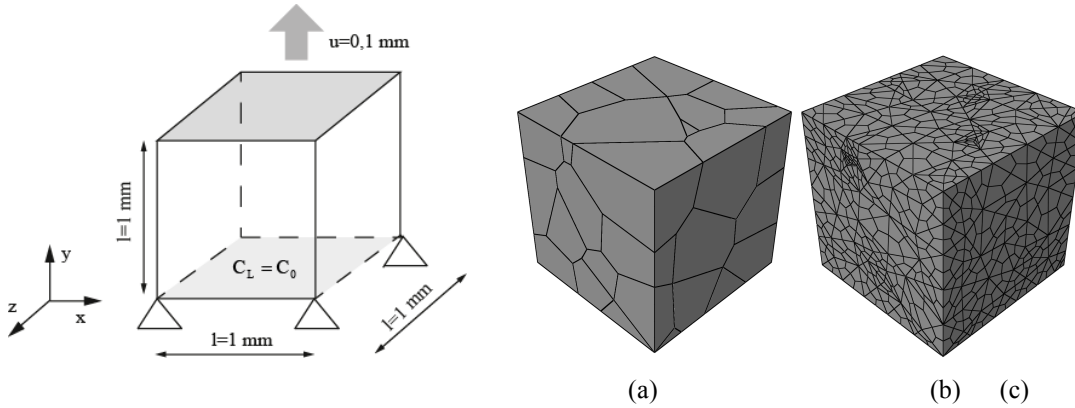 u=0,1 mm
l=1 mm
y
C_L = C_0
z
x
l=1 mm
l=1 mm
(a)
(b)
(c)